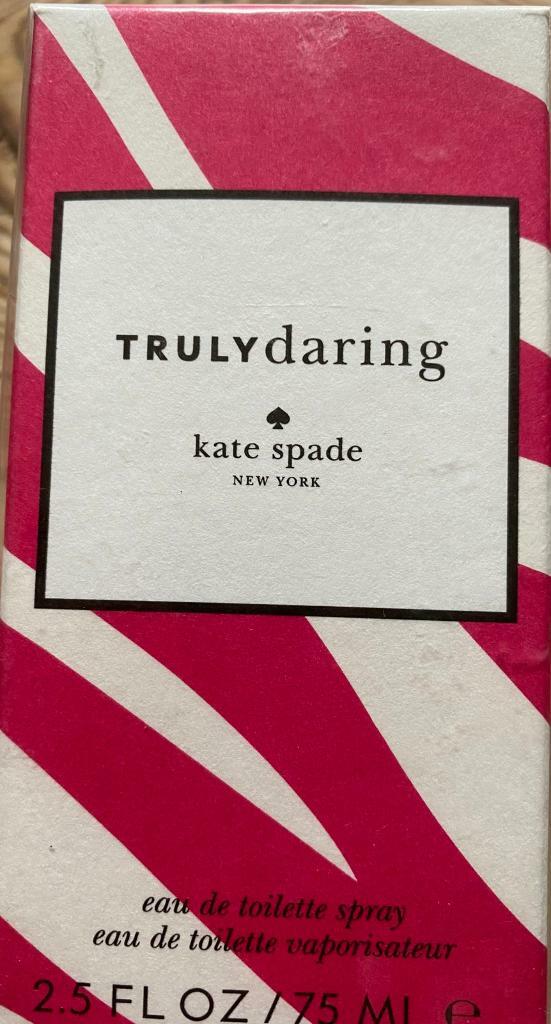 TRULYdaring
kate spade
NEW YORK
eau de toilette spray
eau de toilette vaporisateur
2.5 FL OZ / 75 ML ℮